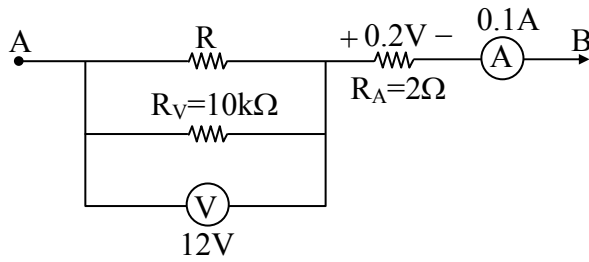 0.1A
A
R
+ 0.2V −
A
B
R_V=10kΩ
R_A=2Ω
V
12V